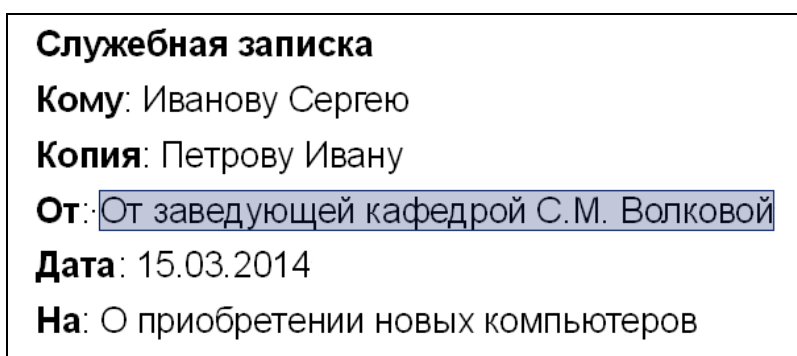 Служебная записка
Кому: Иванову Сергею
Копия: Петрову Ивану
От: От заведующей кафедрой С.М. Волковой
Дата: 15.03.2014
На: О приобретении новых компьютеров